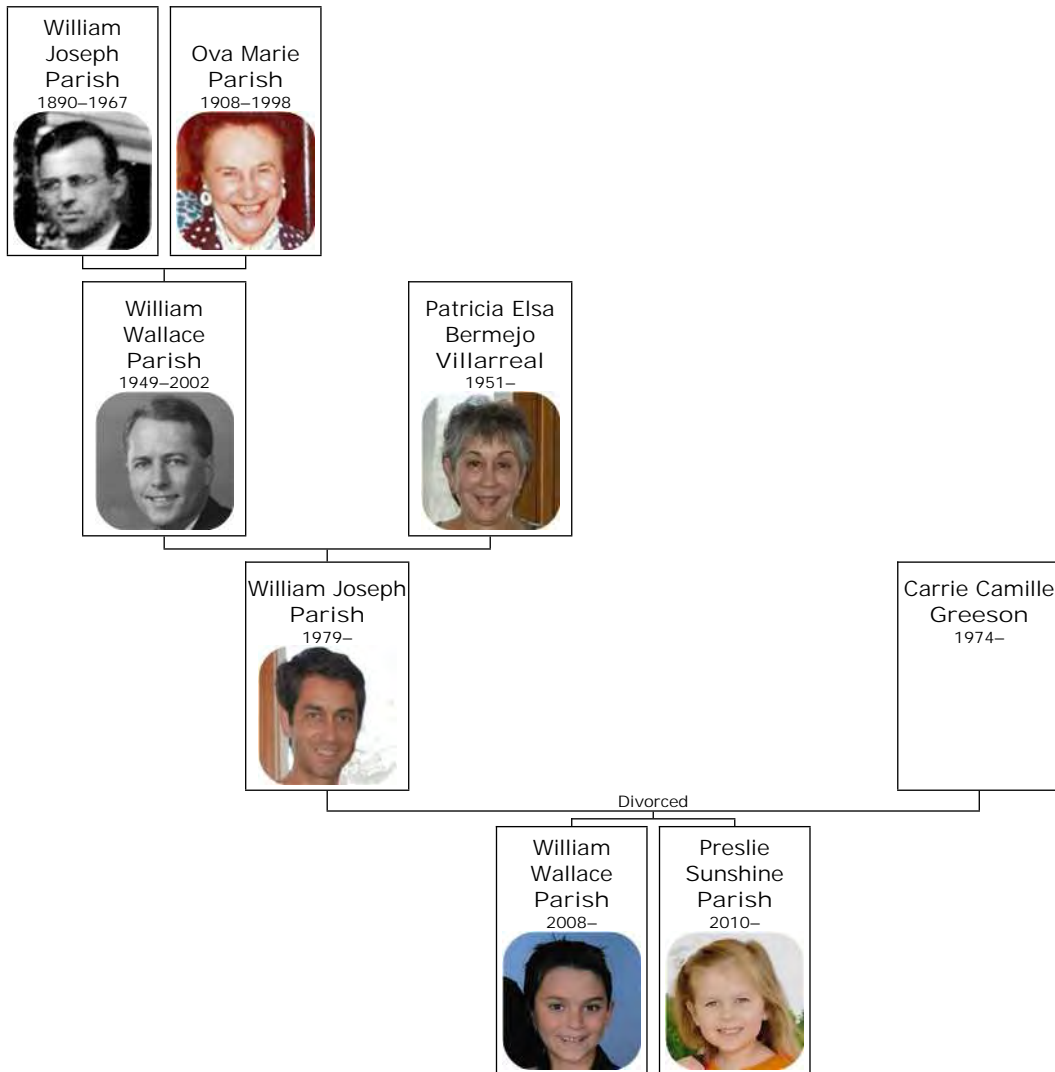 William
Joseph
Parish
1890–1967
Ova Marie
Parish
1908–1998
William
Wallace
Parish
1949–2002
Patricia Elsa
Bermejo
Villarreal
1951–
William Joseph
Parish
1979–
Carrie Camille
Greeson
1974–
Divorced
William
Wallace
Parish
2008–
Preslie
Sunshine
Parish
2010–